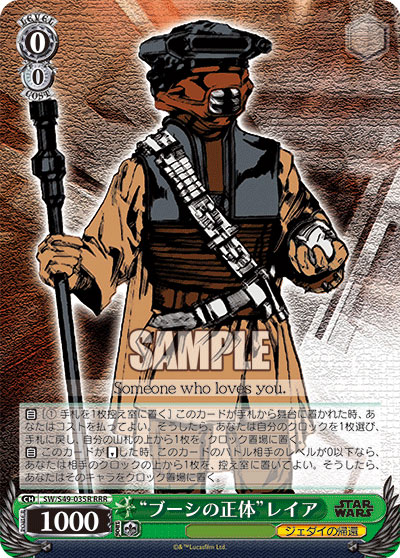 LEVEL
0
0
COST
SAMPLE
Someone who loves you.
自 [① 手札を1枚控え室に置く] このカードが手札から舞台に置かれた時、あ
なたはコストを払ってよい。そうしたら、あなたは自分のクロックを1枚選び、
手札に戻し、自分の山札の上から1枚を、クロック置場に置く。
自 このカードが【,】した時、このカードのバトル相手のレベルが0以下なら、
あなたは相手のクロックの上から1枚を、控え室に置いてよい。そうしたら、
あなたはそのキャラをクロック置場に置く。
CH SW/S49-035R RRR
POWER
1000
“ブーシの正体”レイア
STAR WARS
ジェダイの帰還
©&™Lucasfilm Ltd.